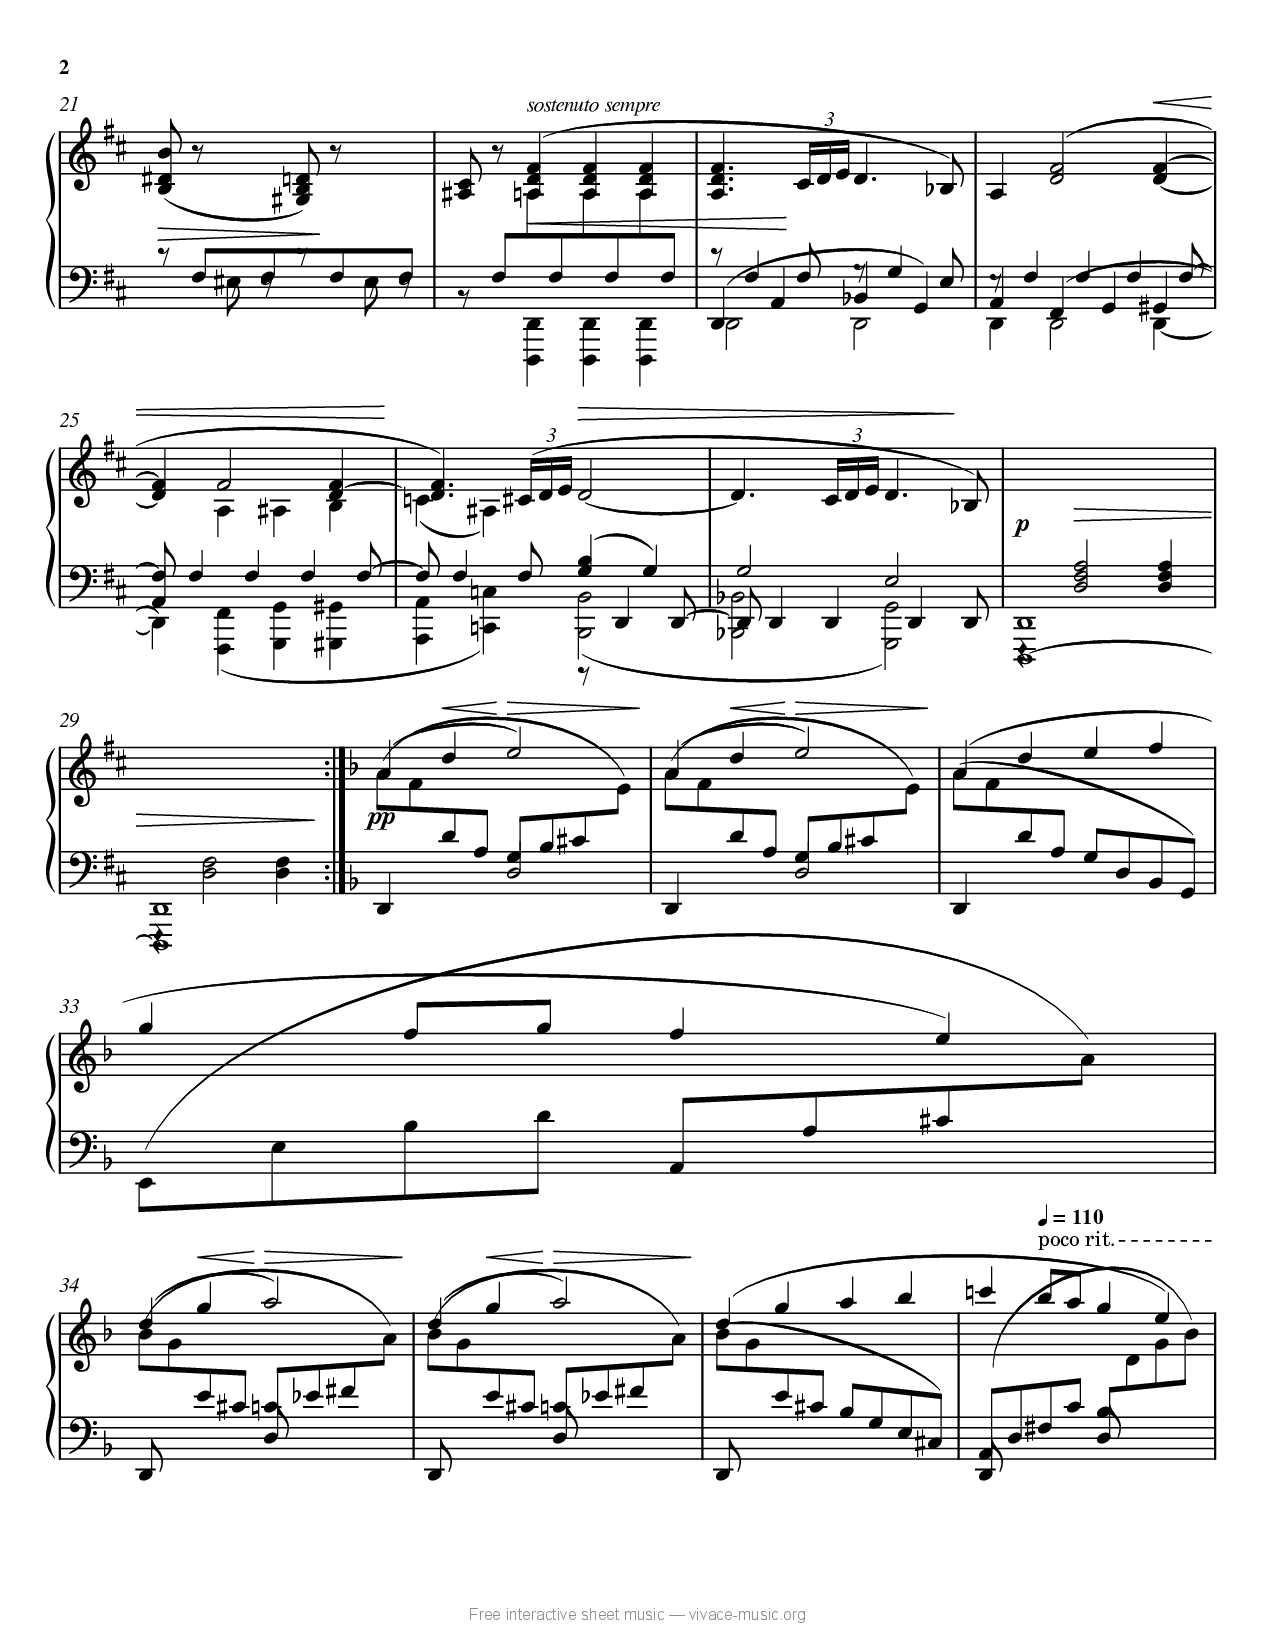 2
21
sostenuto sempre
3
25
3
3
p
29
pp
33
♩ = 110
poco rit.
34
Free interactive sheet music — vivace-music.org